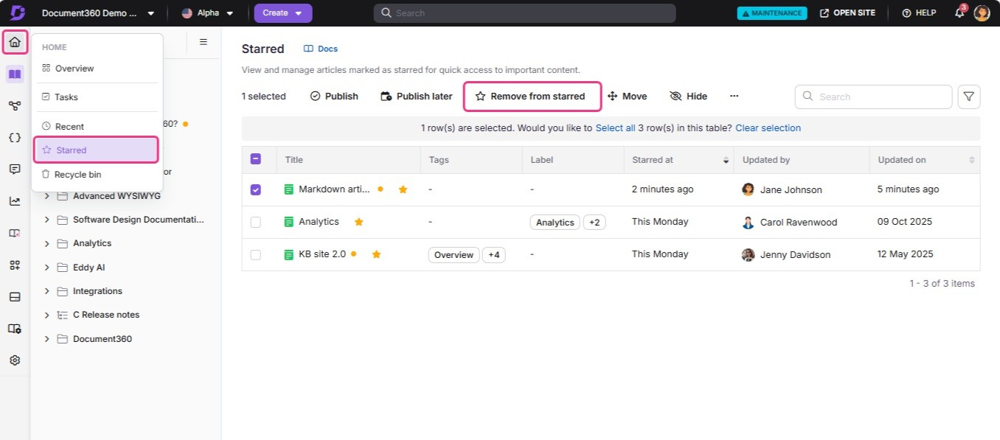 Document360 Demo ...
Alpha
Create
Search
MAINTENANCE
OPEN SITE
HELP
3
HOME
Overview
Tasks
Recent
Starred
Recycle bin
60?
or
Advanced WYSIWYG
Software Design Documentati...
Analytics
Eddy AI
Integrations
C Release notes
Document360
Starred
Docs
View and manage articles marked as starred for quick access to important content.
1 selected
Publish
Publish later
Remove from starred
Move
Hide
...
Search
1 row(s) are selected. Would you like to Select all 3 row(s) in this table? Clear selection
Title Tags Label Starred at Updated by Updated on
Markdown arti... - - 2 minutes ago Jane Johnson 5 minutes ago
Analytics - Analytics +2 This Monday Carol Ravenwood 09 Oct 2025
KB site 2.0 Overview +4 - This Monday Jenny Davidson 12 May 2025
1 - 3 of 3 items